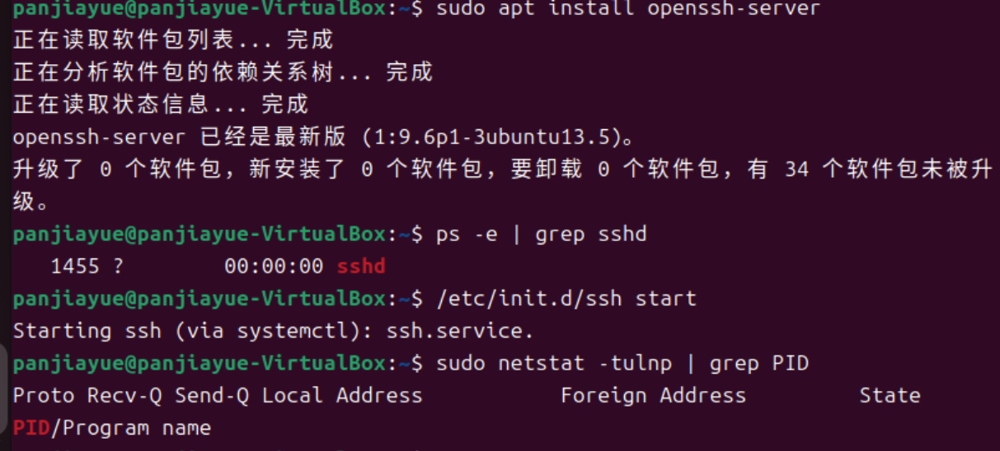 panjiayue@panjiayue-VirtualBox:~$ sudo apt install openssh-server
正在读取软件包列表... 完成
正在分析软件包的依赖关系树... 完成
正在读取状态信息... 完成
openssh-server 已经是最新版 (1:9.6p1-3ubuntu13.5)。
升级了 0 个软件包，新安装了 0 个软件包，要卸载 0 个软件包，有 34 个软件包未被升
级。
panjiayue@panjiayue-VirtualBox:~$ ps -e | grep sshd
   1455 ?        00:00:00 sshd
panjiayue@panjiayue-VirtualBox:~$ /etc/init.d/ssh start
Starting ssh (via systemctl): ssh.service.
panjiayue@panjiayue-VirtualBox:~$ sudo netstat -tulnp | grep PID
Proto Recv-Q Send-Q Local Address           Foreign Address         State
PID/Program name